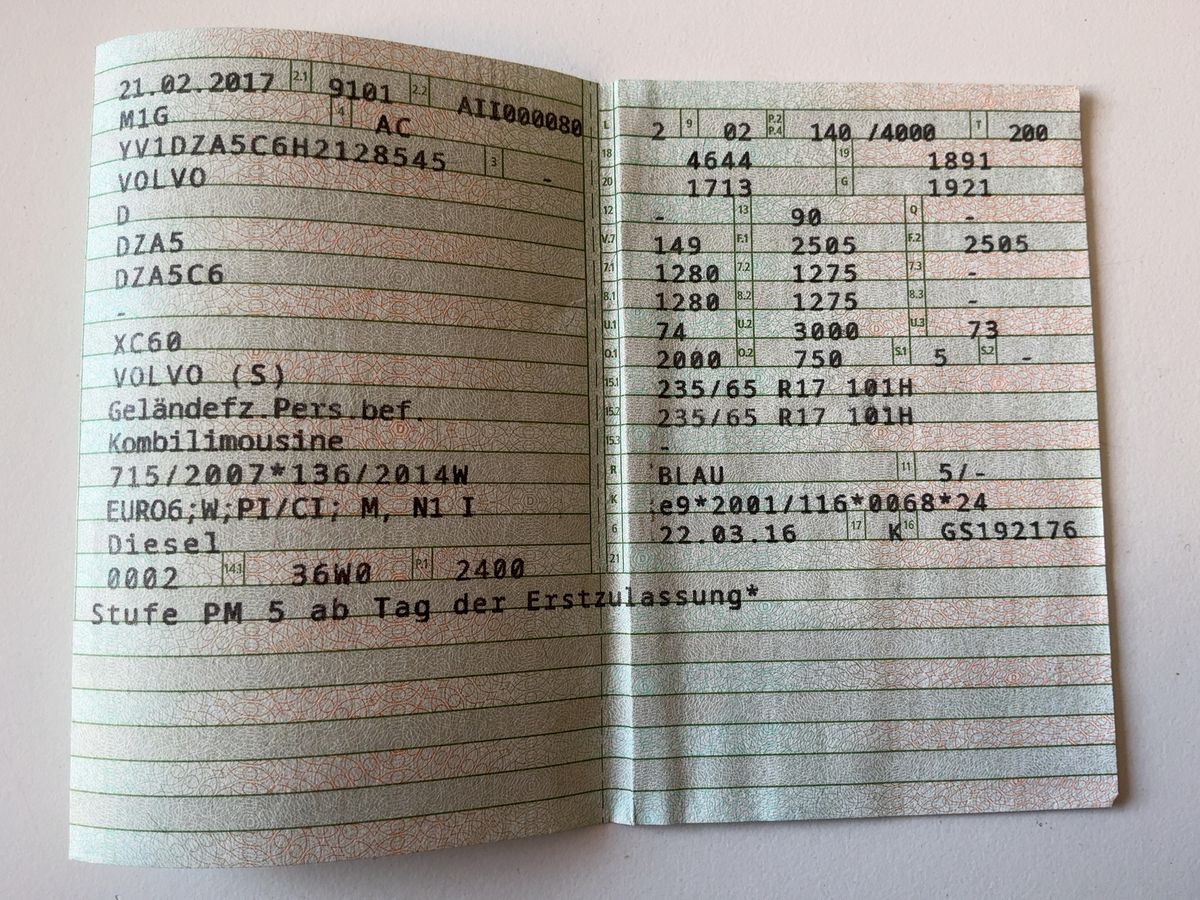 21.02.2017 2.1 9101 2.2 AII000080
M1G 4 AC
YV1DZA5C6H2128545 3 -
VOLVO
D
DZA5
DZA5C6
-
XC60
VOLVO (S)
Geländefz.Pers.bef.
Kombilimousine
715/2007*136/2014W
EURO6;W;PI/CI; M, N1 I
Diesel
0002 14.1 36W0 P.1 2400
Stufe PM 5 ab Tag der Erstzulassung*
L 2 9 02 P.2 P.4 140 /4000 T 200
18 4644 19 1891
20 1713 G 1921
12 - 13 90 Q -
V.7 149 F.1 2505 F.2 2505
7.1 1280 7.2 1275 7.3 -
8.1 1280 8.2 1275 8.3 -
U.1 74 U.2 3000 U.3 73
O.1 2000 O.2 750 S.1 5 S.2 -
15.1 235/65 R17 101H
15.2 235/65 R17 101H
15.3 -
R BLAU 11 5/-
K e9*2001/116*0068*24
6 22.03.16 17 K 16 GS192176
21